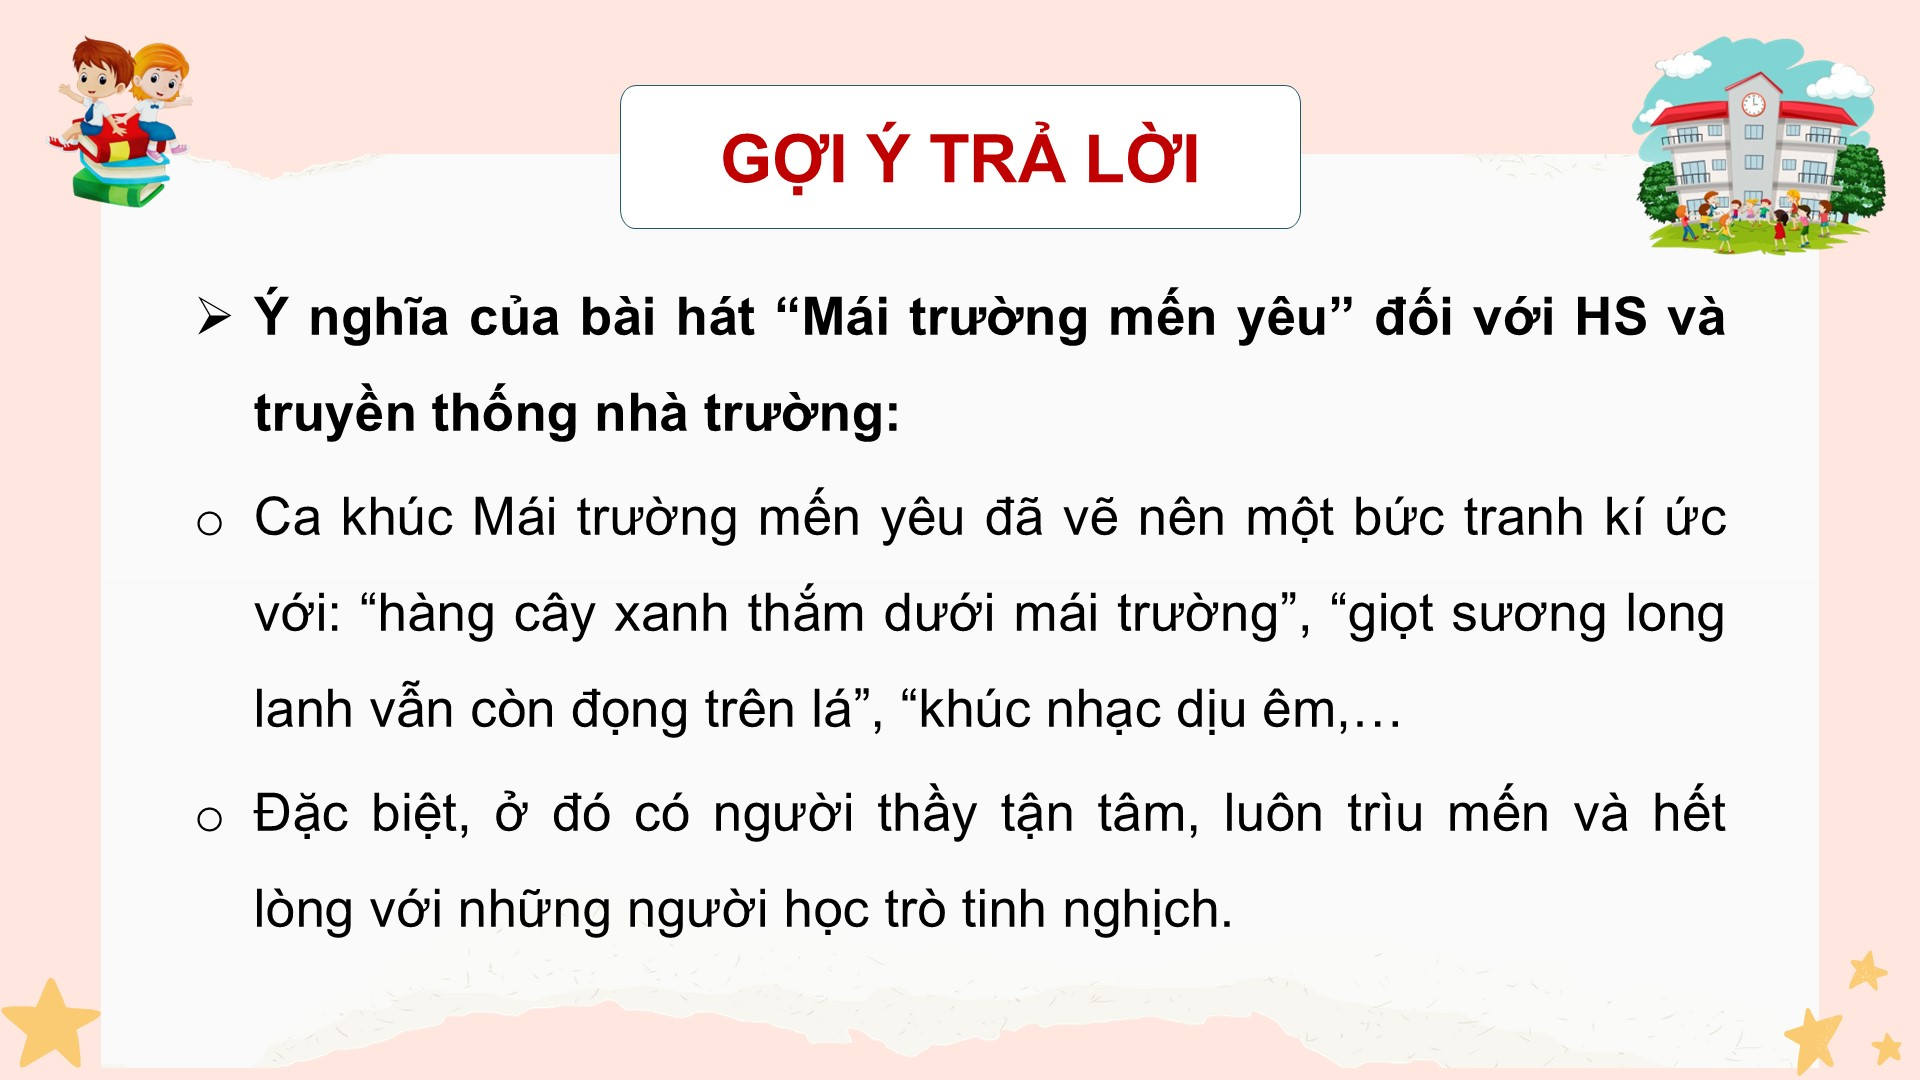 GỢI Ý TRẢ LỜI
➢ Ý nghĩa của bài hát “Mái trường mến yêu” đối với HS và
truyền thống nhà trường:
o Ca khúc Mái trường mến yêu đã vẽ nên một bức tranh kí ức
với: “hàng cây xanh thắm dưới mái trường”, “giọt sương long
lanh vẫn còn đọng trên lá”, “khúc nhạc dịu êm,…
o Đặc biệt, ở đó có người thầy tận tâm, luôn trìu mến và hết
lòng với những người học trò tinh nghịch.